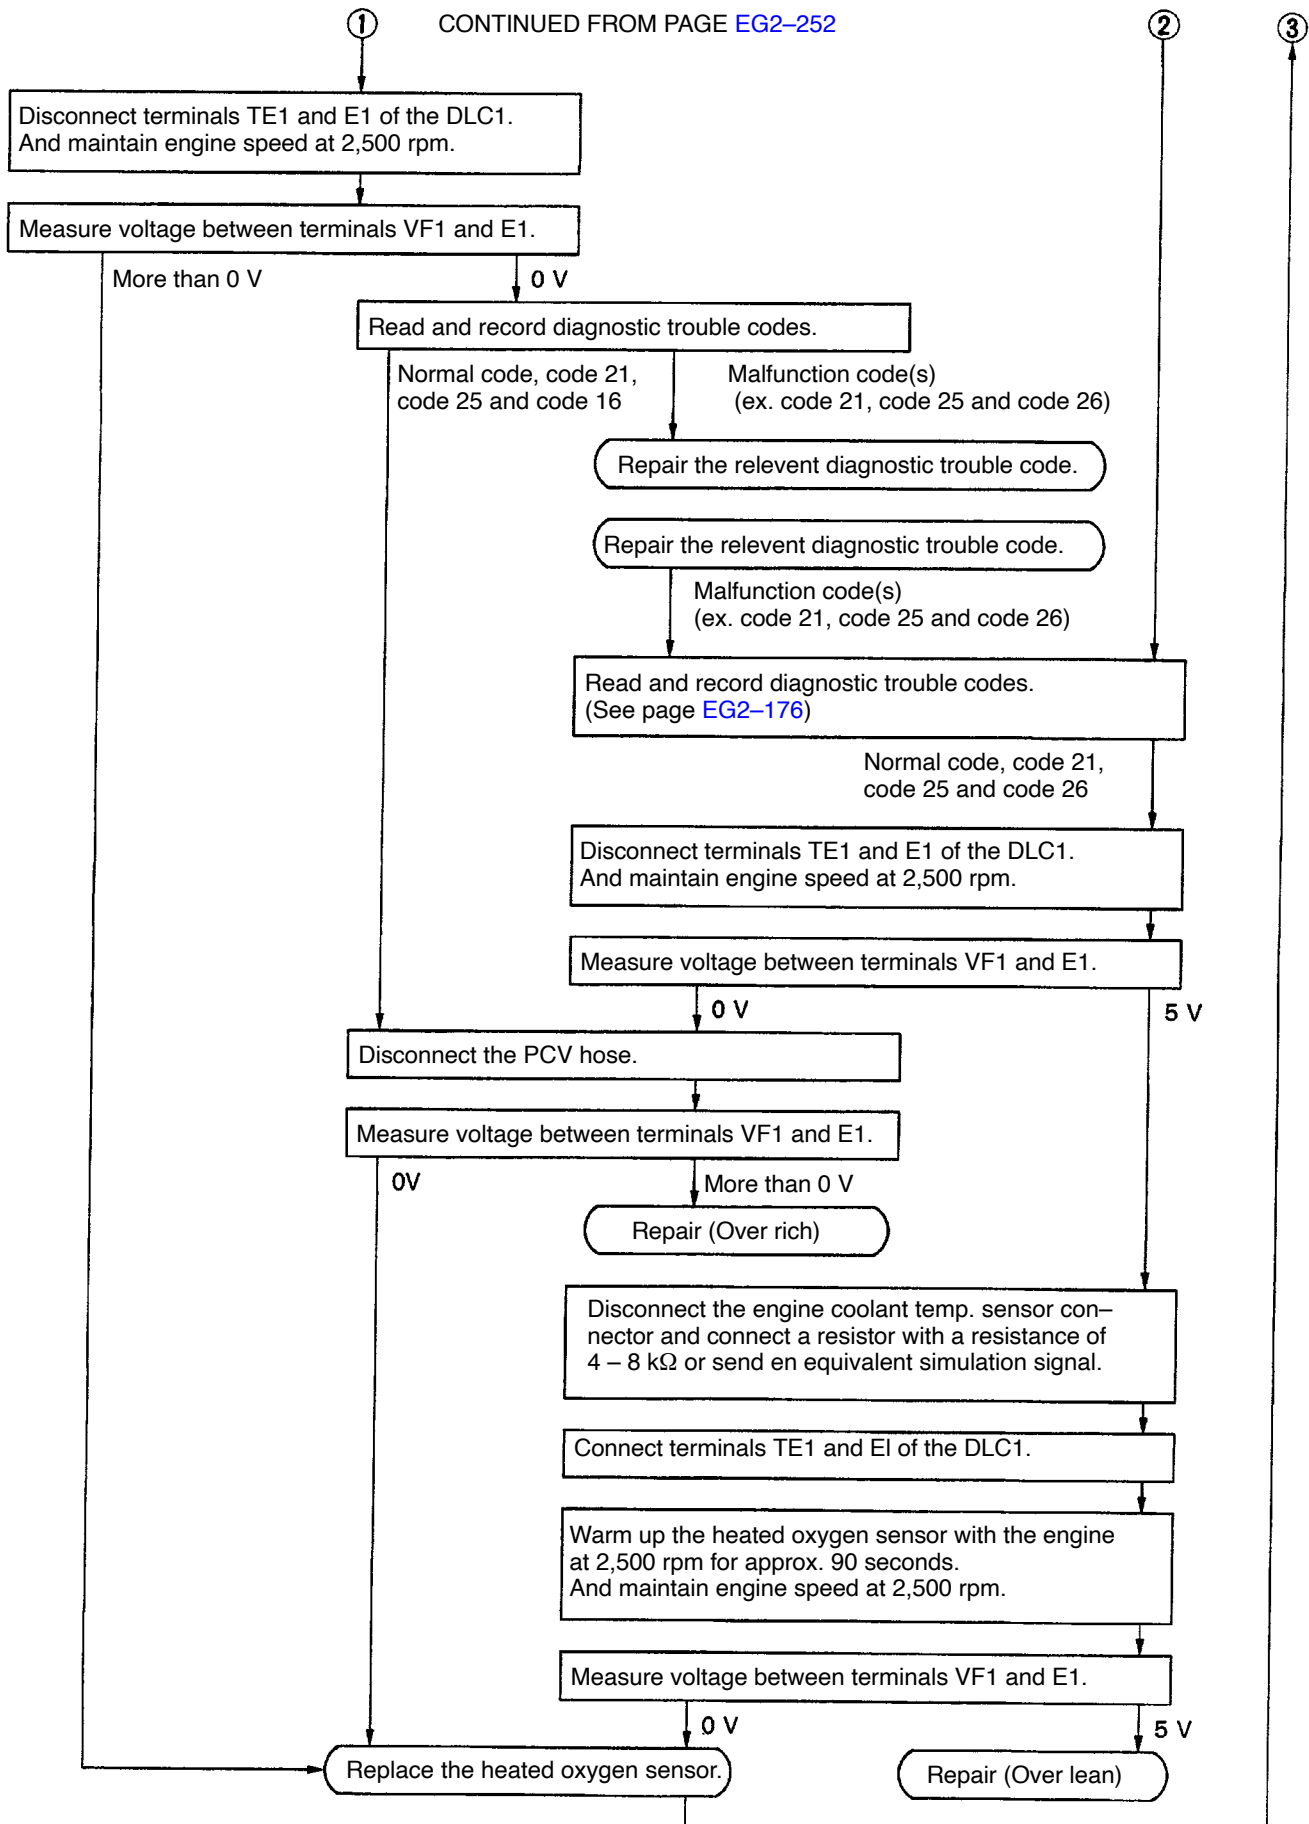 ① CONTINUED FROM PAGE EG2–252 ② ③
Disconnect terminals TE1 and E1 of the DLC1.
And maintain engine speed at 2,500 rpm.
Measure voltage between terminals VF1 and E1.
More than 0 V
0 V
Read and record diagnostic trouble codes.
Normal code, code 21,
code 25 and code 16
Malfunction code(s)
(ex. code 21, code 25 and code 26)
Repair the relevent diagnostic trouble code.
Repair the relevent diagnostic trouble code.
Malfunction code(s)
(ex. code 21, code 25 and code 26)
Read and record diagnostic trouble codes.
(See page EG2–176)
Normal code, code 21,
code 25 and code 26
Disconnect terminals TE1 and E1 of the DLC1.
And maintain engine speed at 2,500 rpm.
Measure voltage between terminals VF1 and E1.
0 V
5 V
Disconnect the PCV hose.
Measure voltage between terminals VF1 and E1.
0V
More than 0 V
Repair (Over rich)
Disconnect the engine coolant temp. sensor con–
nector and connect a resistor with a resistance of
4 – 8 kΩ or send en equivalent simulation signal.
Connect terminals TE1 and El of the DLC1.
Warm up the heated oxygen sensor with the engine
at 2,500 rpm for approx. 90 seconds.
And maintain engine speed at 2,500 rpm.
Measure voltage between terminals VF1 and E1.
0 V
5 V
Replace the heated oxygen sensor.
Repair (Over lean)